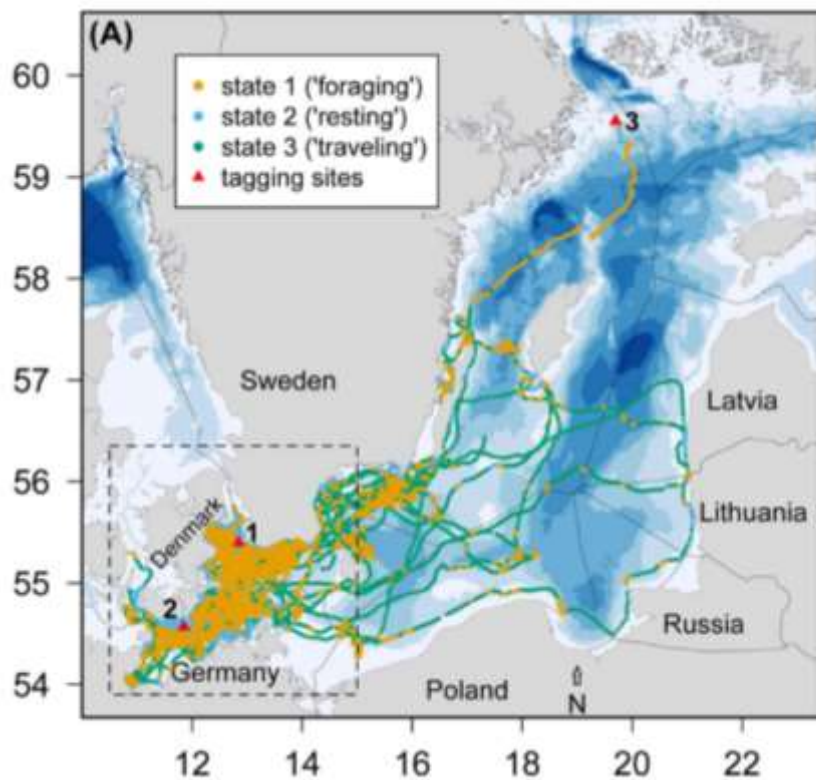 (A)
state 1 ('foraging')
state 2 ('resting')
state 3 ('traveling')
tagging sites
3
Sweden
Latvia
Lithuania
Denmark
1
2
Russia
Germany
Poland
N
60
59
58
57
56
55
54
12 14 16 18 20 22